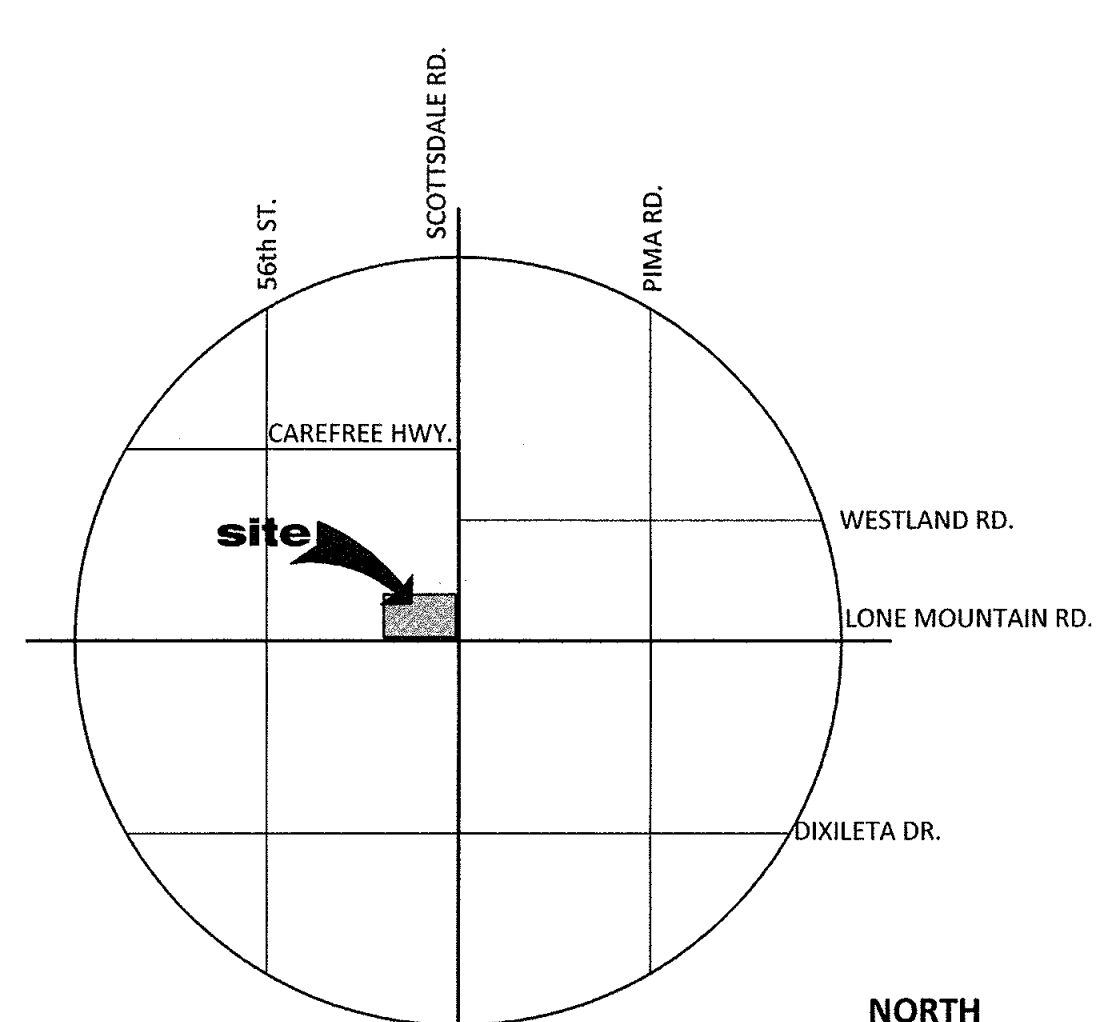 SCOTTSDALE RD.
56th ST.
PIMA RD.
CAREFREE HWY.
site
WESTLAND RD.
LONE MOUNTAIN RD.
DIXILETA DR.
NORTH